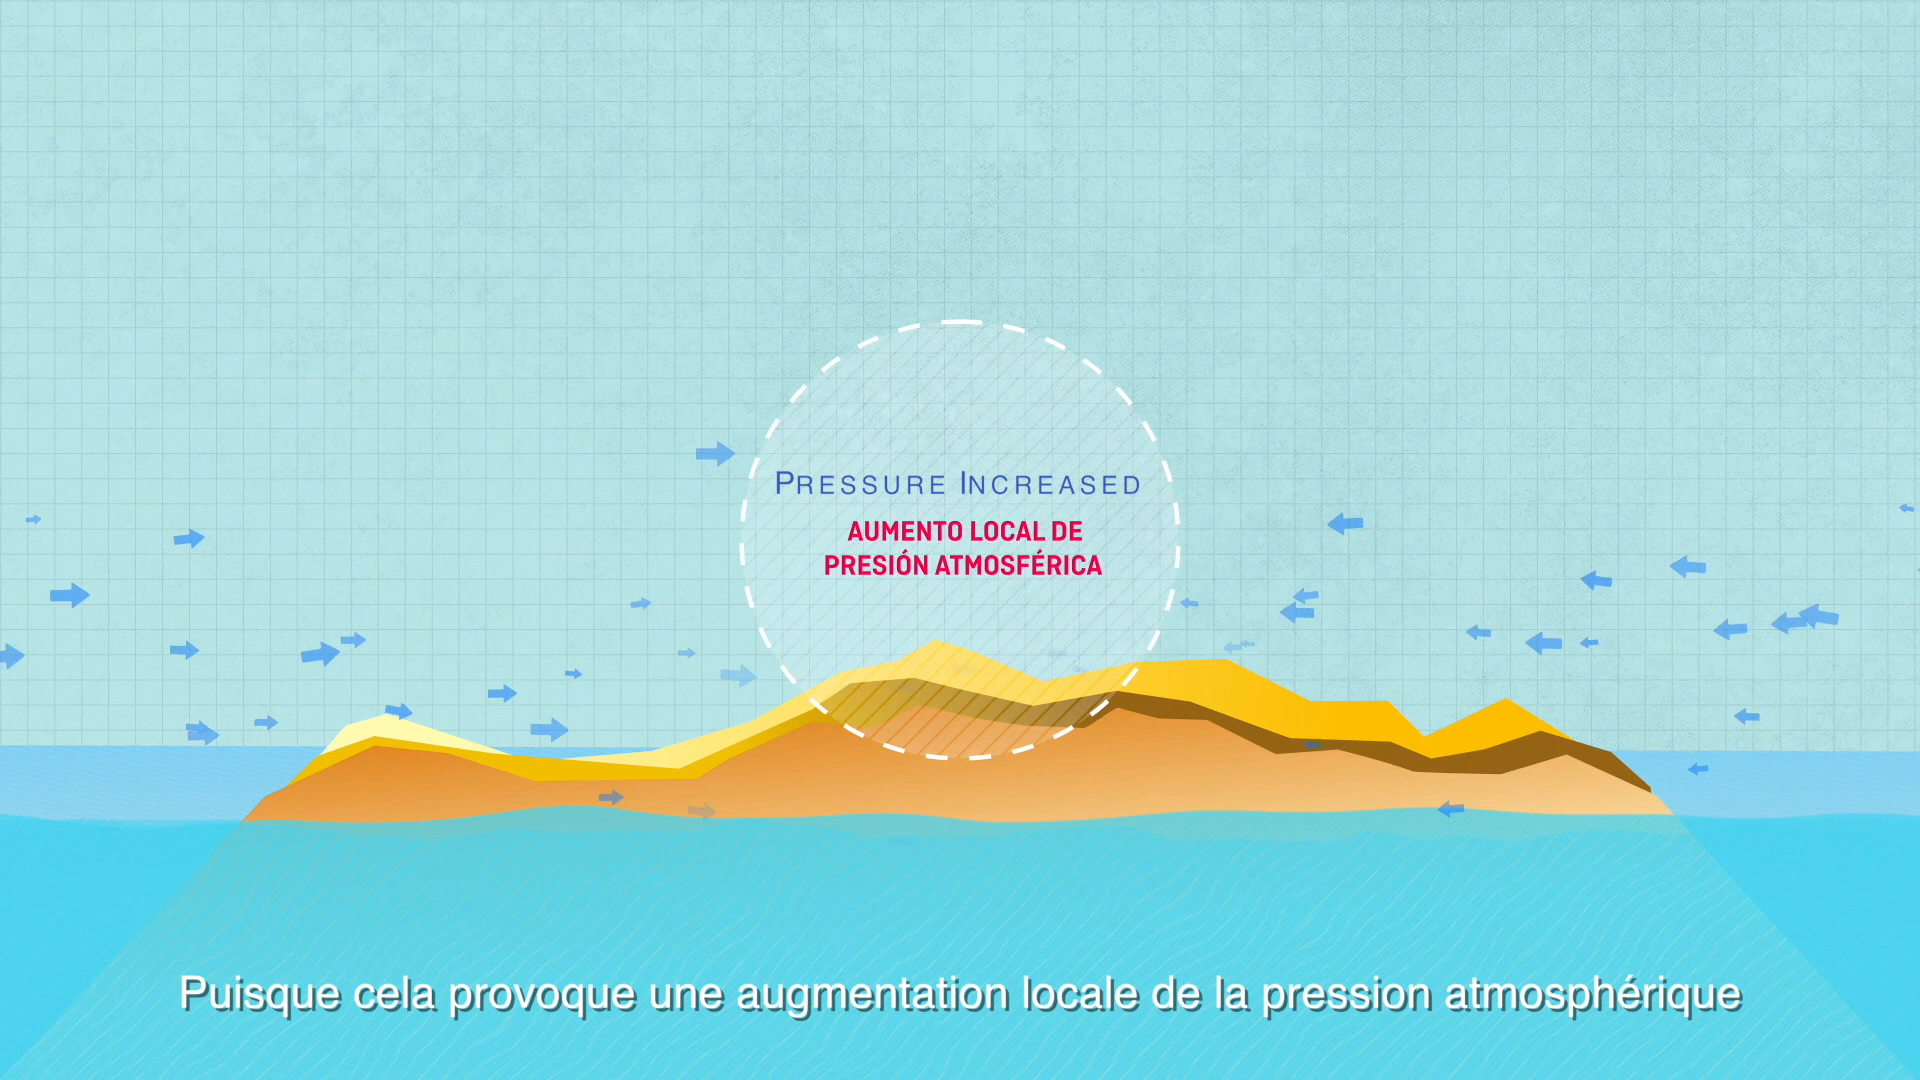 PRESSURE INCREASED
AUMENTO LOCAL DE
PRESIÓN ATMOSFÉRICA
Puisque cela provoque une augmentation locale de la pression atmosphérique